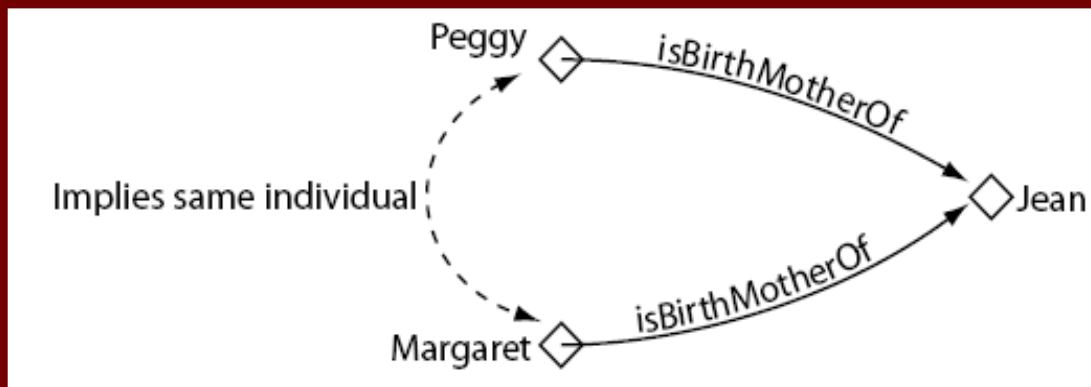 Peggy
isBirthMotherOf
Implies same individual
Jean
isBirthMotherOf
Margaret